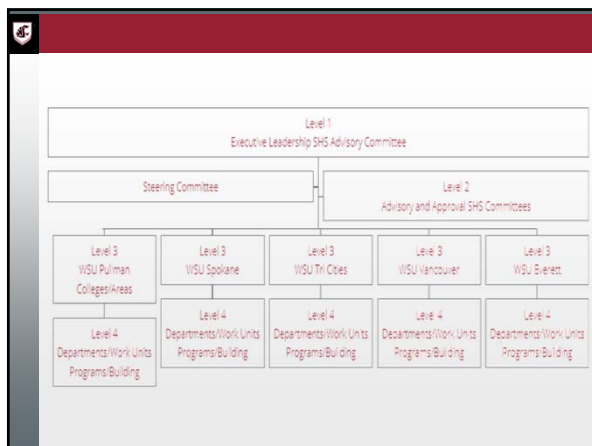 Level 1
Executive Leadership SHS Advisory Committee
Steering Committee
Level 2
Advisory and Approval SHS Committees
Level 3
WSU Pullman
Colleges/Areas
Level 3
WSU Spokane
Level 3
WSU Tri Cities
Level 3
WSU Vancouver
Level 3
WSU Everett
Level 4
Departments/Work Units
Programs/Building
Level 4
Departments/Work Units
Programs/Building
Level 4
Departments/Work Units
Programs/Building
Level 4
Departments/Work Units
Programs/Building
Level 4
Departments/Work Units
Programs/Building